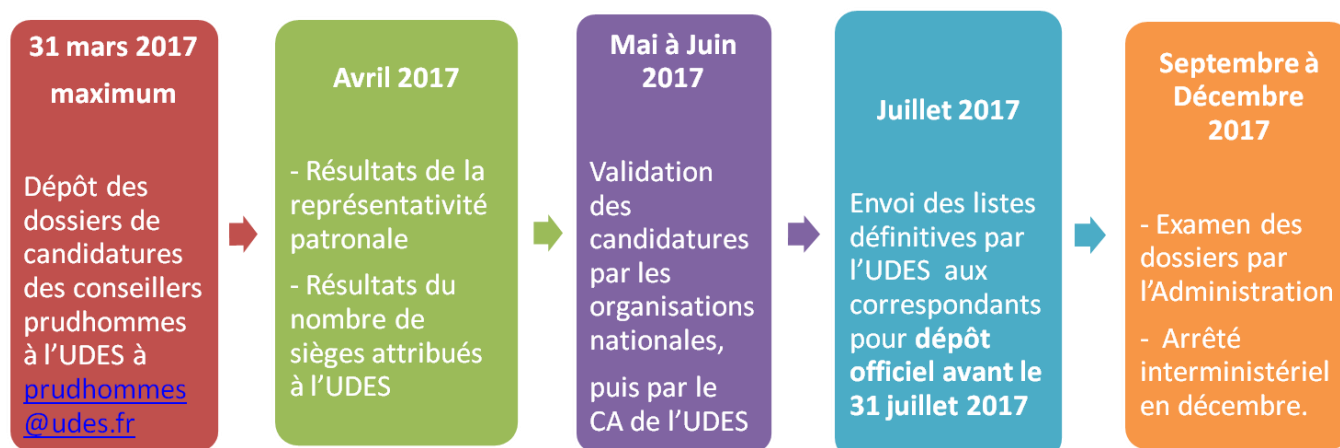 31 mars 2017
maximum
Dépôt des
dossiers de
candidatures
des conseillers
prudhommes
à l'UDES à
prudhommes
@udes.fr
Avril 2017
- Résultats de la
représentativité
patronale
- Résultats du
nombre de
sièges attribués
à l'UDES
Mai à Juin
2017
Validation
des
candidatures
par les
organisations
nationales,
puis par le
CA de l'UDES
Juillet 2017
Envoi des listes
définitives par
l'UDES aux
correspondants
pour dépôt
officiel avant le
31 juillet 2017
Septembre à
Décembre
2017
- Examen des
dossiers par
l'Administration
- Arrêté
interministériel
en décembre.